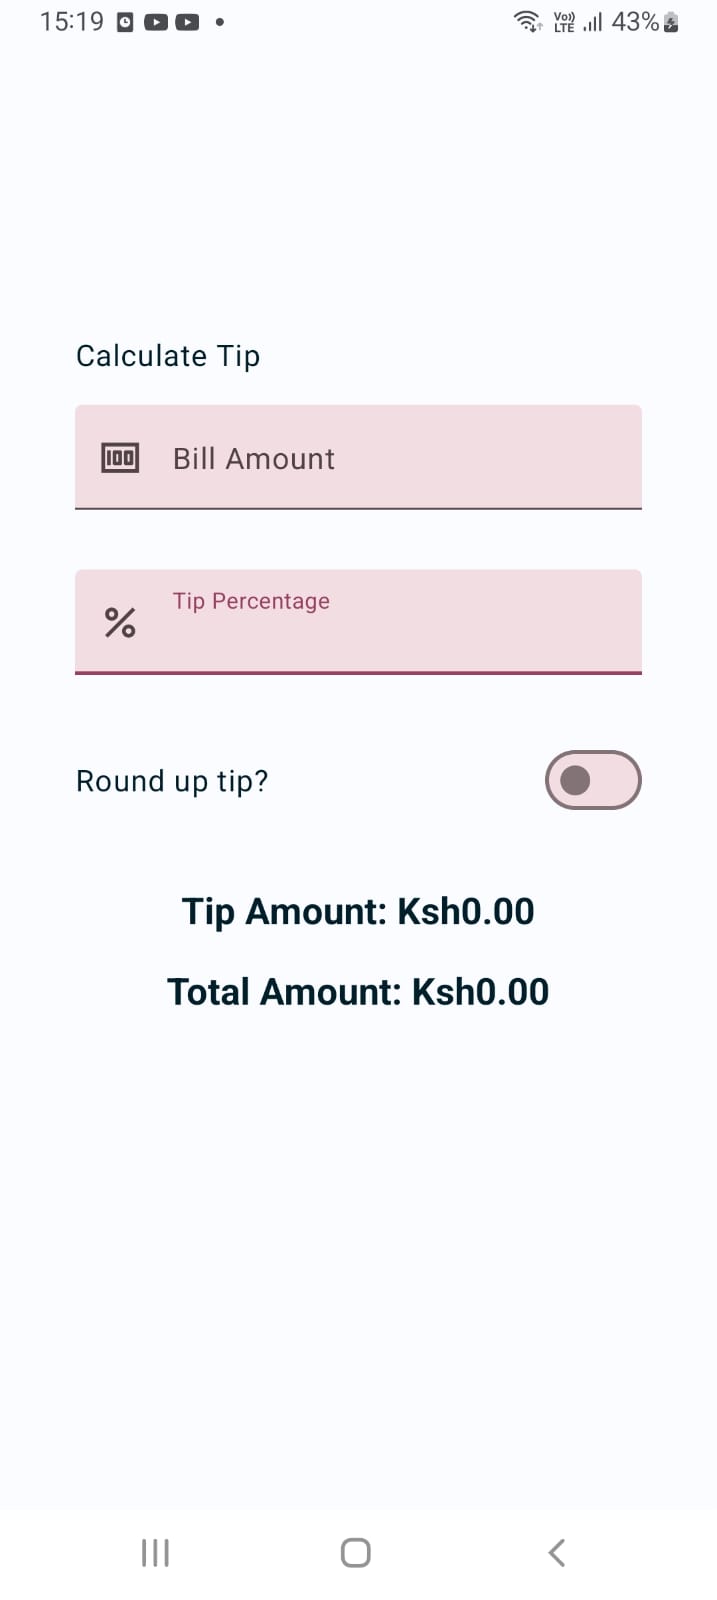 15:19 Vo)) LTE 43%
Calculate Tip
100 Bill Amount
Tip Percentage
%
Round up tip?
Tip Amount: Ksh0.00
Total Amount: Ksh0.00